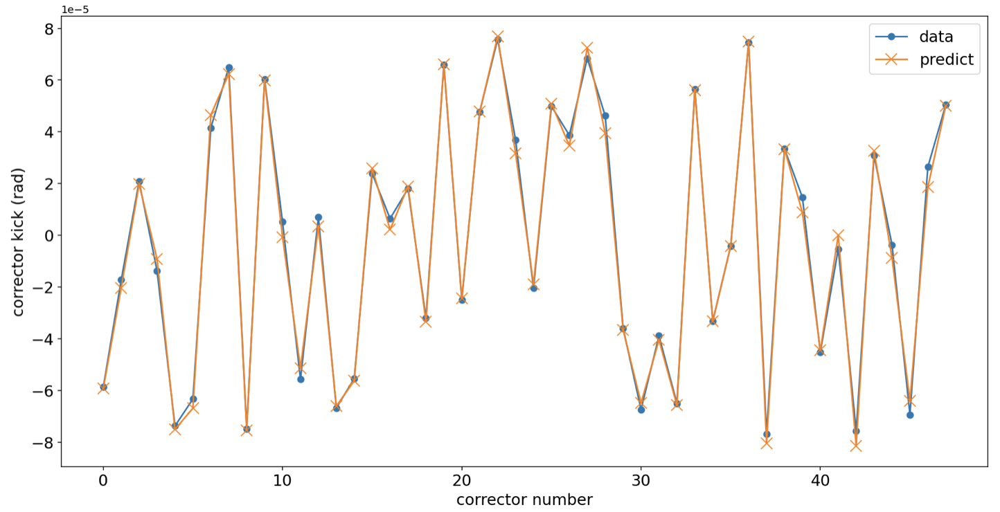 1e−5
8
6
4
2
0
−2
−4
−6
−8
corrector kick (rad)
data
predict
0 10 20 30 40
corrector number